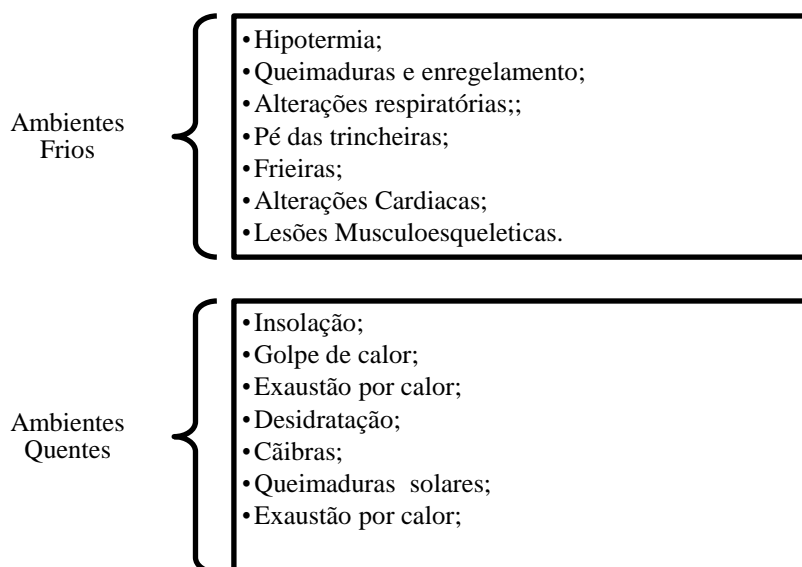 Ambientes
Frios
•Hipotermia;
•Queimaduras e enregelamento;
•Alterações respiratórias;;
•Pé das trincheiras;
•Frieiras;
•Alterações Cardiacas;
•Lesões Musculoesqueleticas.
Ambientes
Quentes
•Insolação;
•Golpe de calor;
•Exaustão por calor;
•Desidratação;
•Cãibras;
•Queimaduras  solares;
•Exaustão por calor;